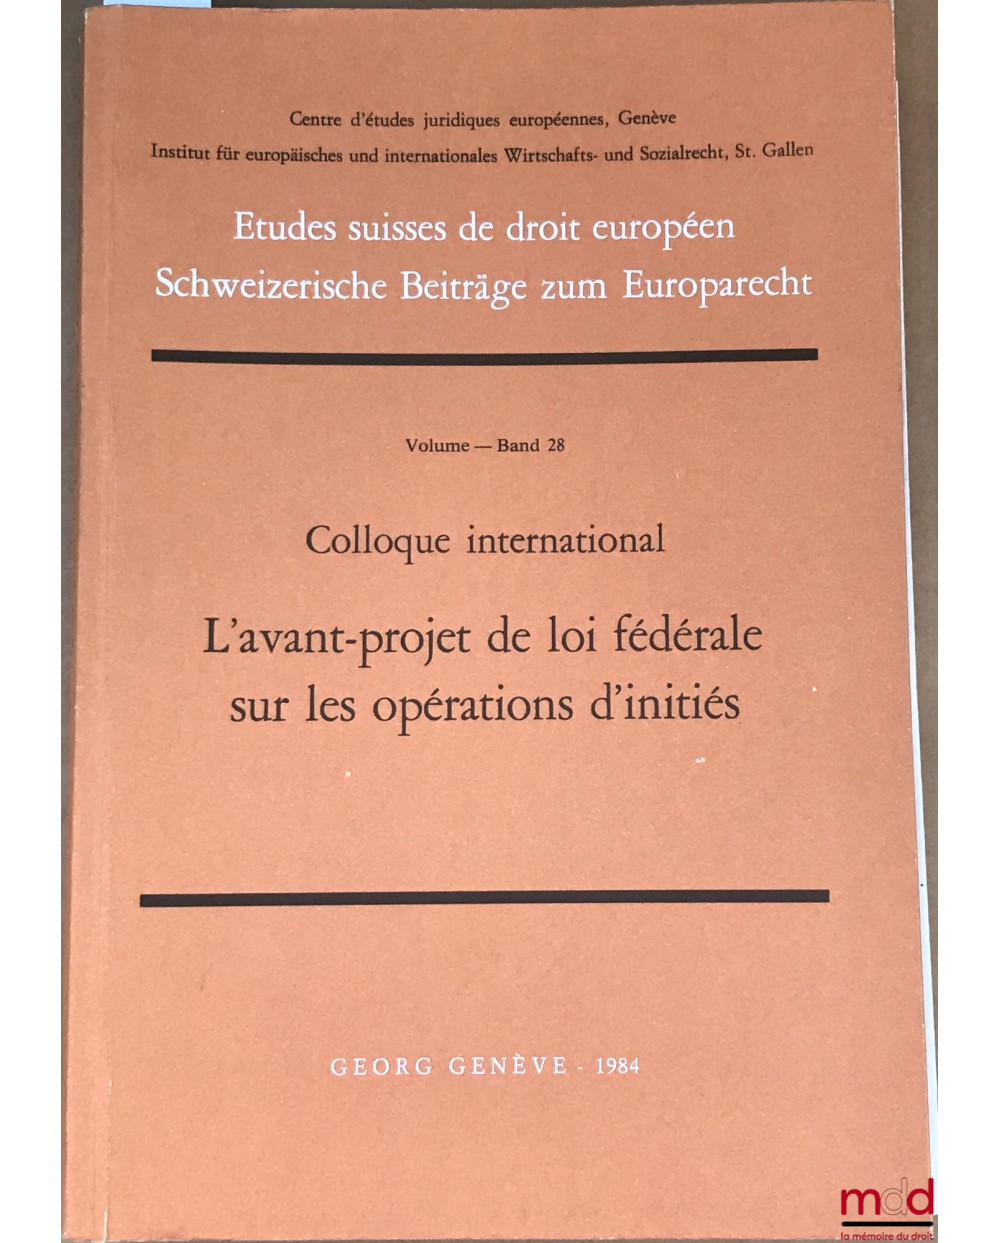 Centre d'études juridiques européennes, Genève
Institut für europäisches und internationales Wirtschafts- und Sozialrecht, St. Gallen
Etudes suisses de droit européen
Schweizerische Beiträge zum Europarecht
Volume — Band 28
Colloque international
L'avant-projet de loi fédérale
sur les opérations d'initiés
GEORG GENÈVE - 1984
mdd
la mémoire du droit